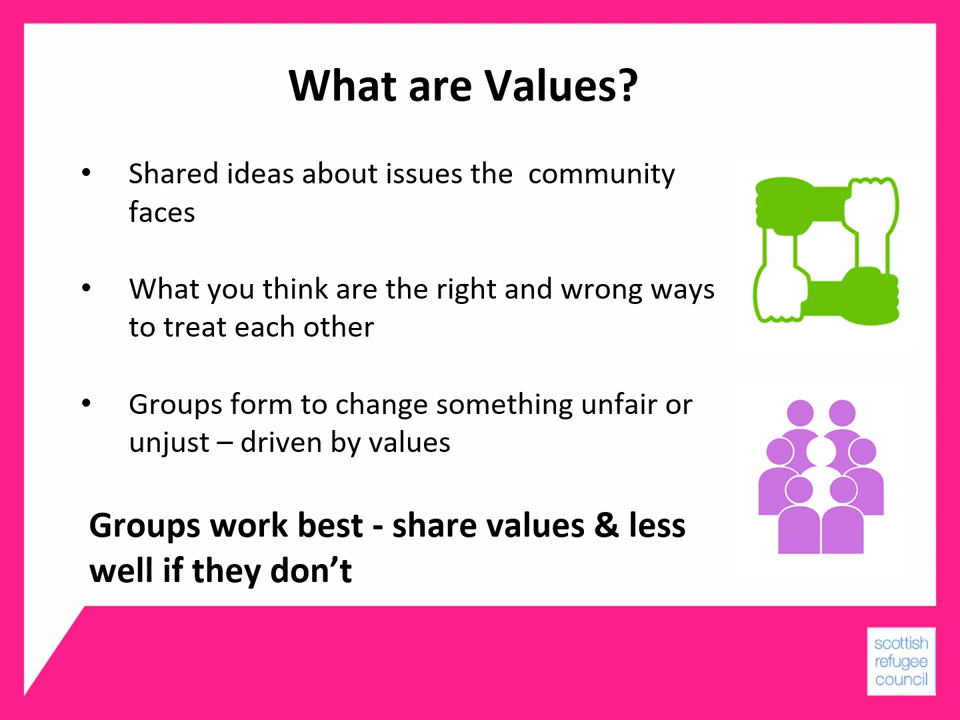 What are Values?
• Shared ideas about issues the  community
faces
• What you think are the right and wrong ways
to treat each other
• Groups form to change something unfair or
unjust – driven by values
Groups work best - share values & less
well if they don’t
scottish
refugee
council